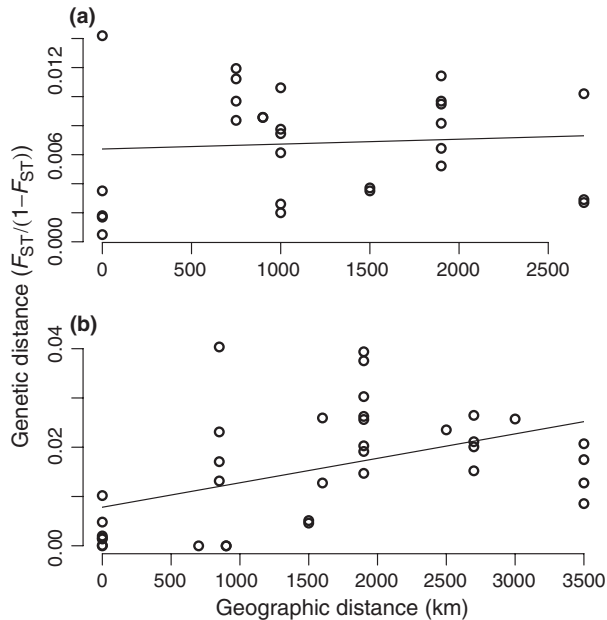 (a)
0.012
0.006
0.000
0 500 1000 1500 2000 2500
Genetic distance (FST/(1−FST))
(b)
0.04
0.02
0.00
0 500 1000 1500 2000 2500 3000 3500
Geographic distance (km)